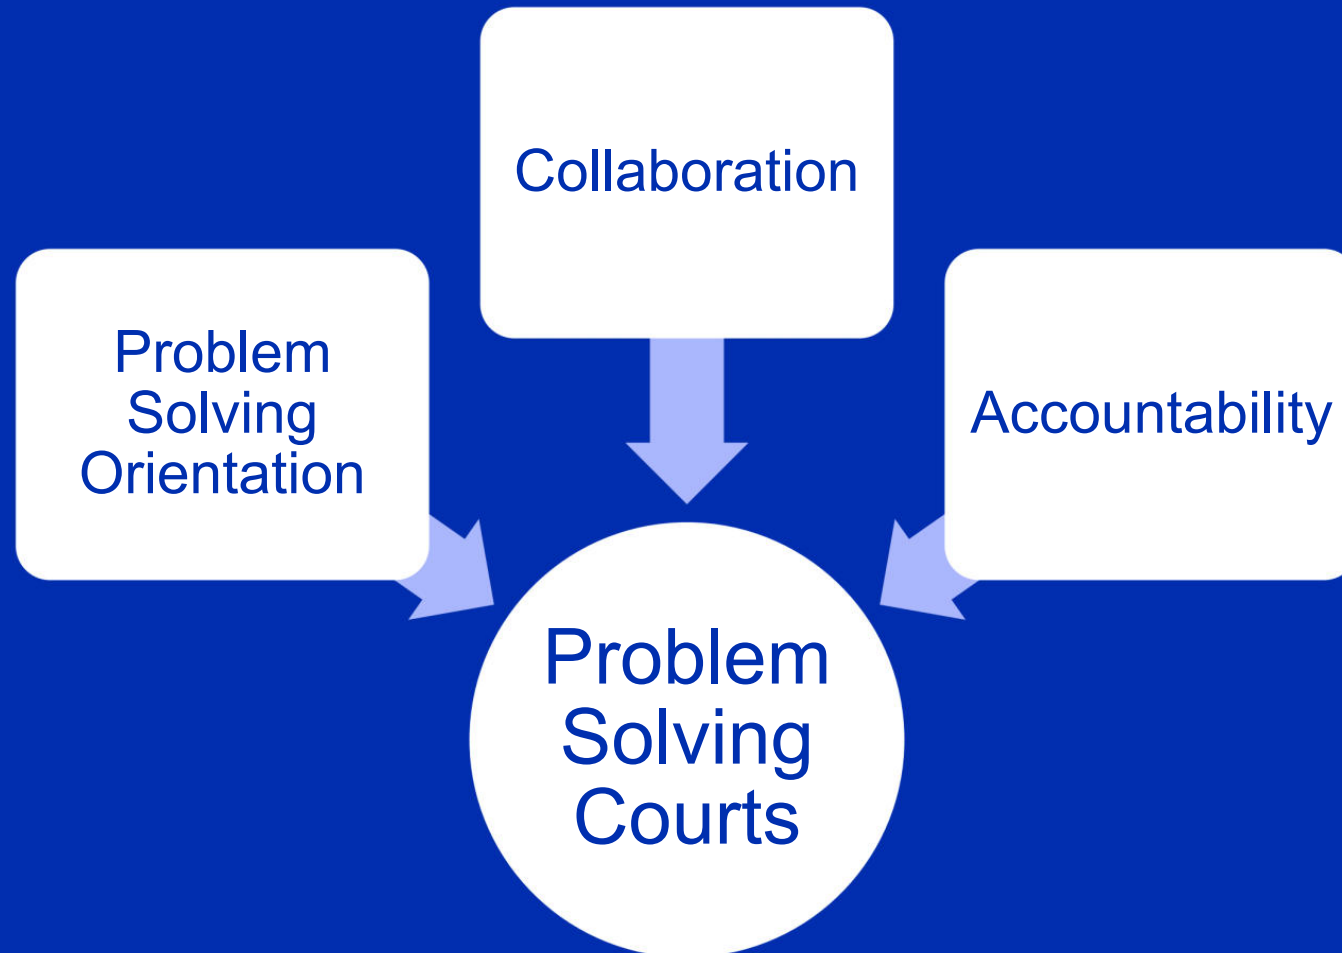 Collaboration
Problem
Solving
Orientation
Accountability
Problem
Solving
Courts